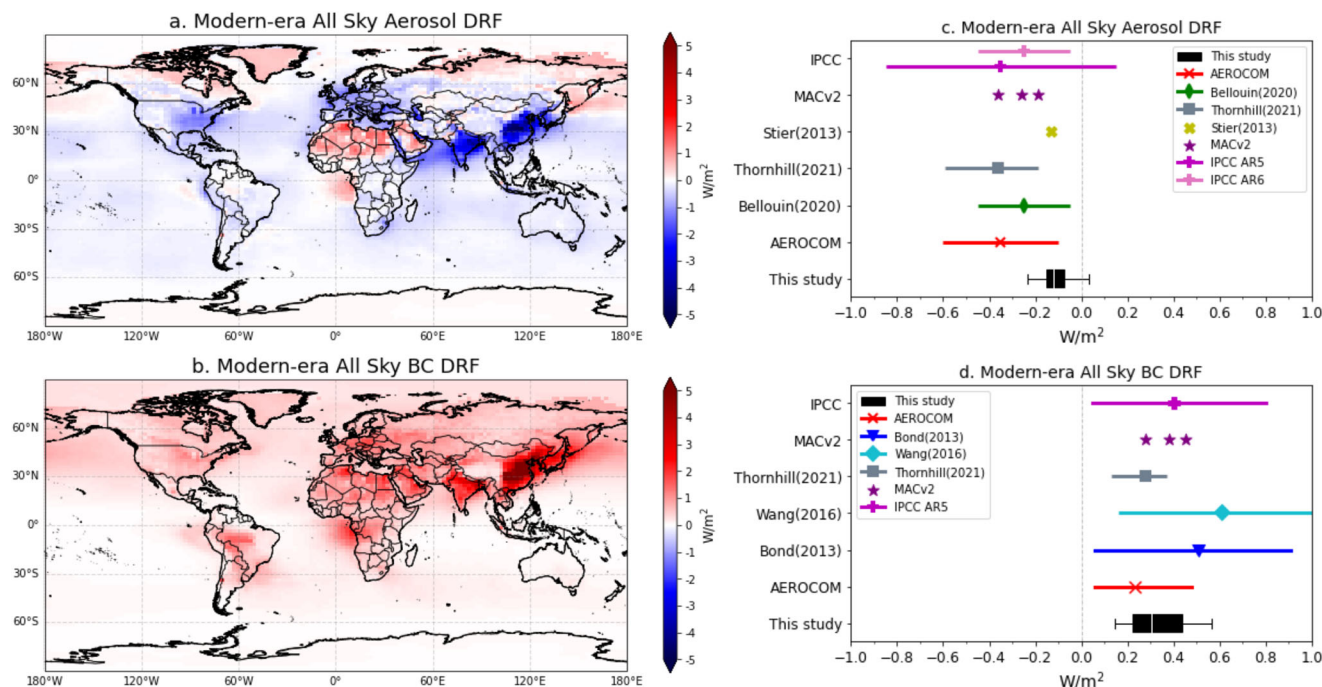 a. Modern-era All Sky Aerosol DRF
60°N
30°N
0°
30°S
60°S
180°W
120°W
60°W
0°
60°E
120°E
180°E
5
4
3
2
1
0
-1
-2
-3
-4
-5
W/m²
b. Modern-era All Sky BC DRF
60°N
30°N
0°
30°S
60°S
180°W
120°W
60°W
0°
60°E
120°E
180°E
5
4
3
2
1
0
-1
-2
-3
-4
-5
W/m²
c. Modern-era All Sky Aerosol DRF
IPCC
MACv2
Stier(2013)
Thornhill(2021)
Bellouin(2020)
AEROCOM
This study
This study
AEROCOM
Bellouin(2020)
Thornhill(2021)
Stier(2013)
MACv2
IPCC AR5
IPCC AR6
−1.0
−0.8
−0.6
−0.4
−0.2
0.0
0.2
0.4
0.6
0.8
1.0
W/m²
d. Modern-era All Sky BC DRF
IPCC
MACv2
Thornhill(2021)
Wang(2016)
Bond(2013)
AEROCOM
This study
This study
AEROCOM
Bond(2013)
Wang(2016)
Thornhill(2021)
MACv2
IPCC AR5
−1.0
−0.8
−0.6
−0.4
−0.2
0.0
0.2
0.4
0.6
0.8
1.0
W/m²